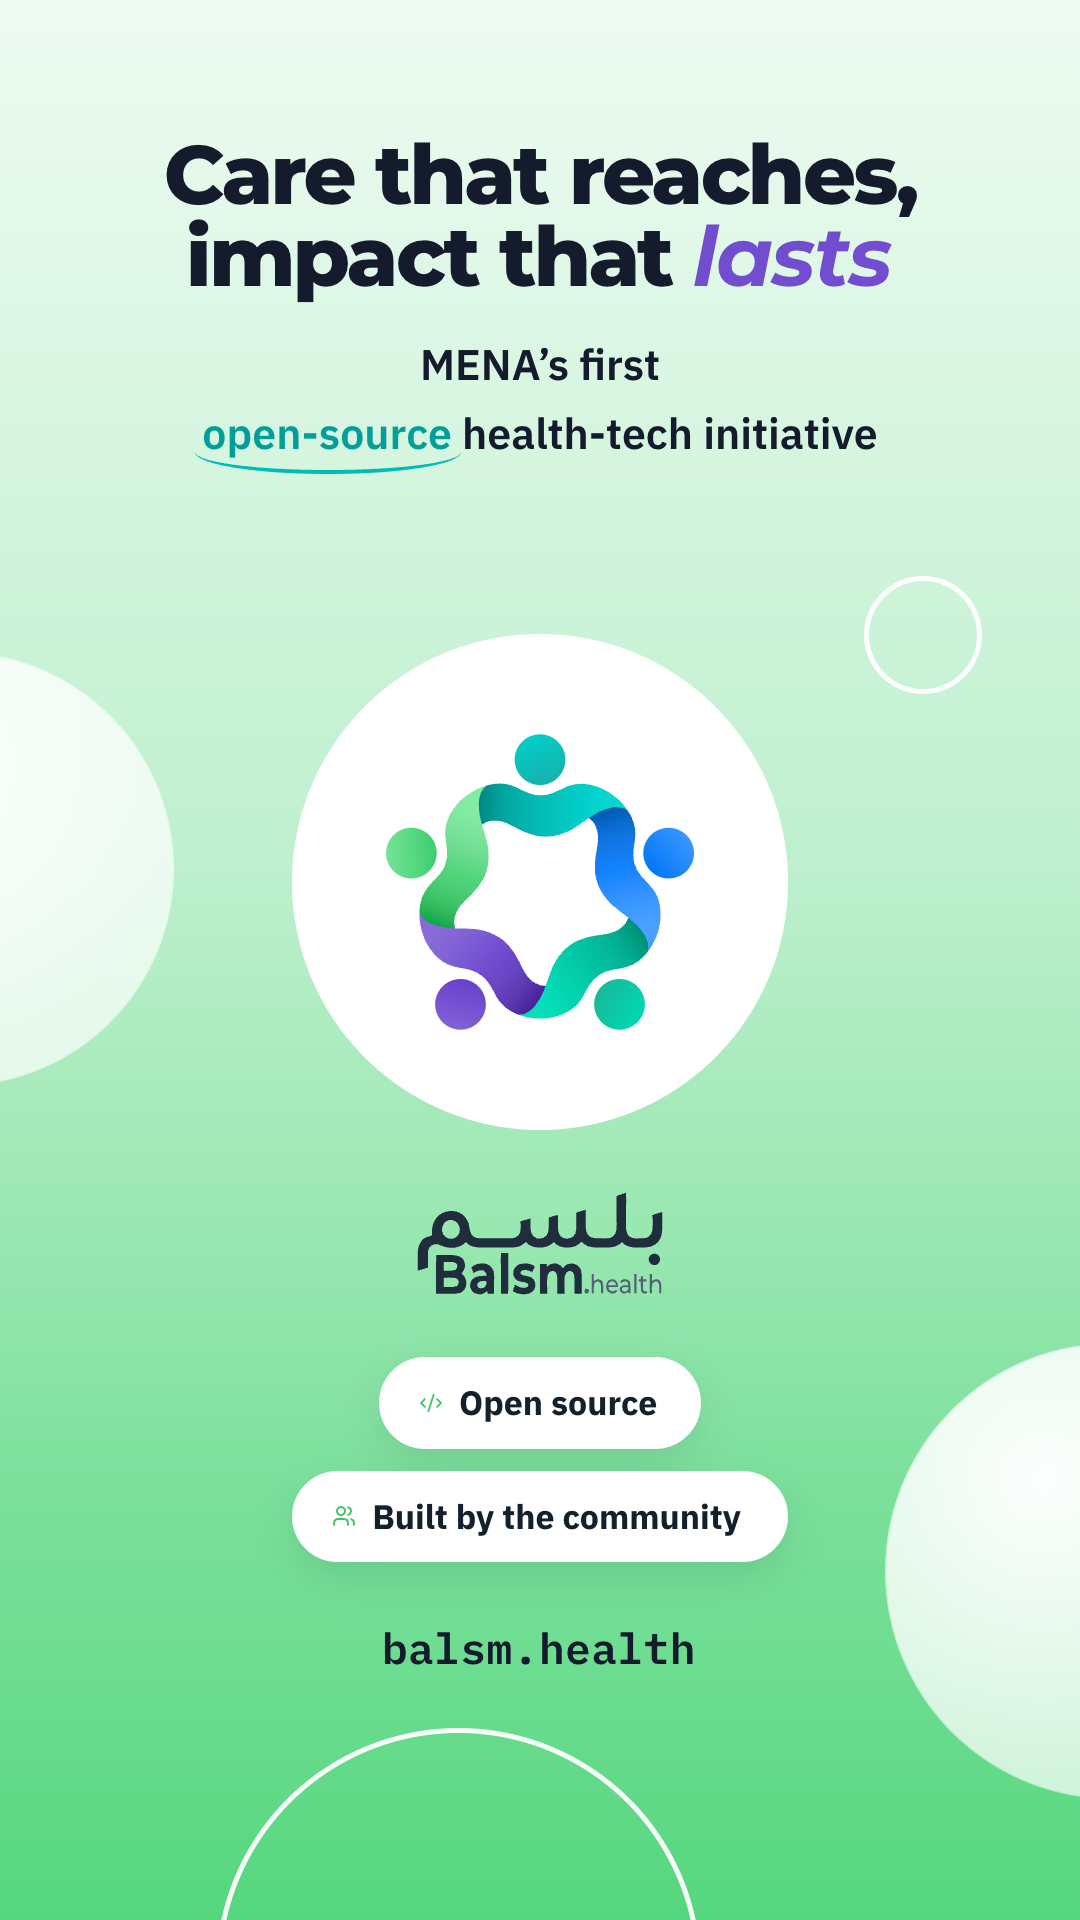 Care that reaches,
impact that lasts
MENA’s first
open-source health-tech initiative
بلسم
Balsm.health
Open source
Built by the community
balsm.health